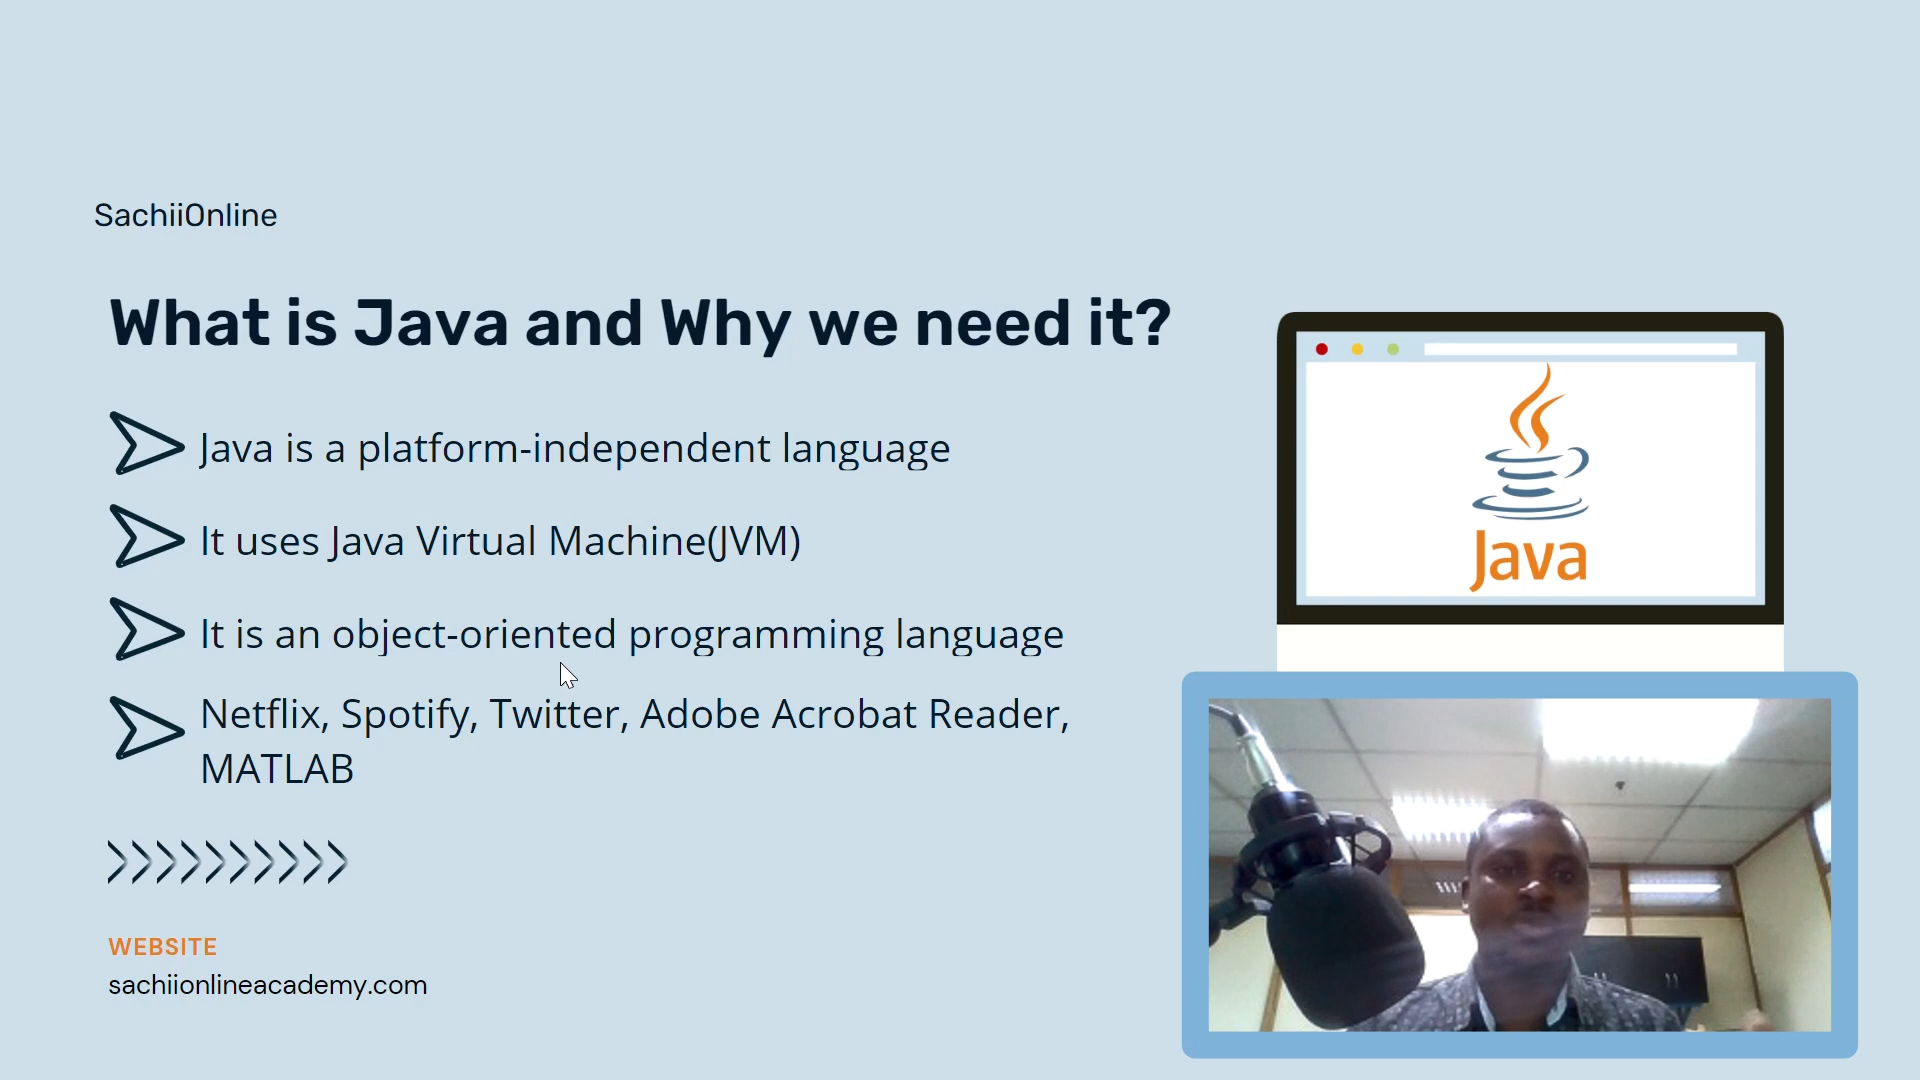 SachiiOnline
What is Java and Why we need it?
Java is a platform-independent language
It uses Java Virtual Machine(JVM)
It is an object-oriented programming language
Netflix, Spotify, Twitter, Adobe Acrobat Reader,
MATLAB
Java
WEBSITE
sachiionlineacademy.com